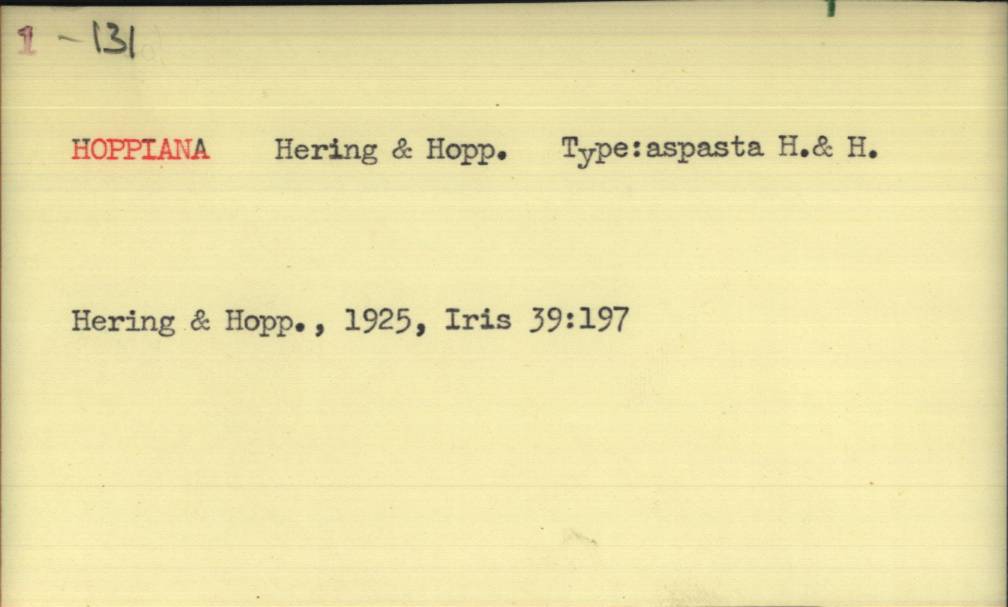 1 - 131
HOPPIANA Hering & Hopp. Type:aspasta H.& H.
Hering & Hopp., 1925, Iris 39:197